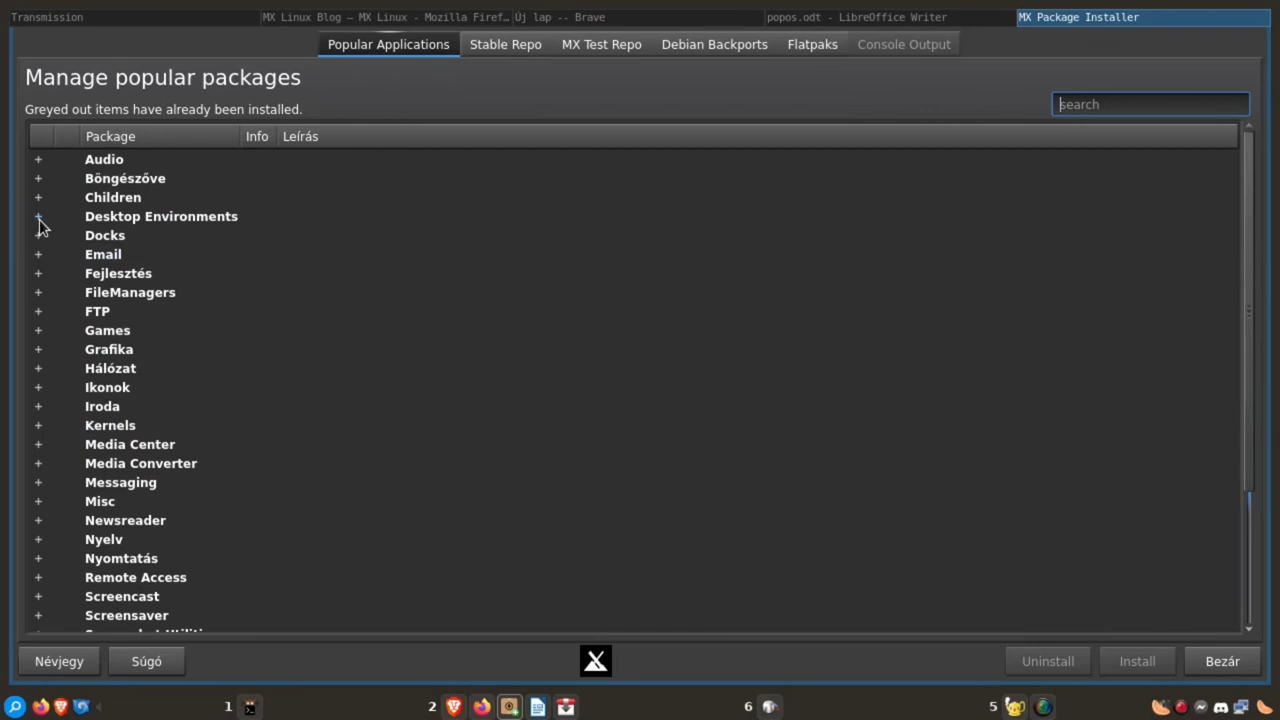 Transmission
MX Linux Blog — MX Linux - Mozilla Firef…
Új lap -- Brave
popos.odt - LibreOffice Writer
MX Package Installer
Popular Applications
Stable Repo
MX Test Repo
Debian Backports
Flatpaks
Console Output
Manage popular packages
Greyed out items have already been installed.
search
Package Info Leírás
+ Audio
+ Böngészőve
+ Children
+ Desktop Environments
+ Docks
+ Email
+ Fejlesztés
+ FileManagers
+ FTP
+ Games
+ Grafika
+ Hálózat
+ Ikonok
+ Iroda
+ Kernels
+ Media Center
+ Media Converter
+ Messaging
+ Misc
+ Newsreader
+ Nyelv
+ Nyomtatás
+ Remote Access
+ Screencast
+ Screensaver
Névjegy
Súgó
Uninstall
Install
Bezár
1
2
6
5